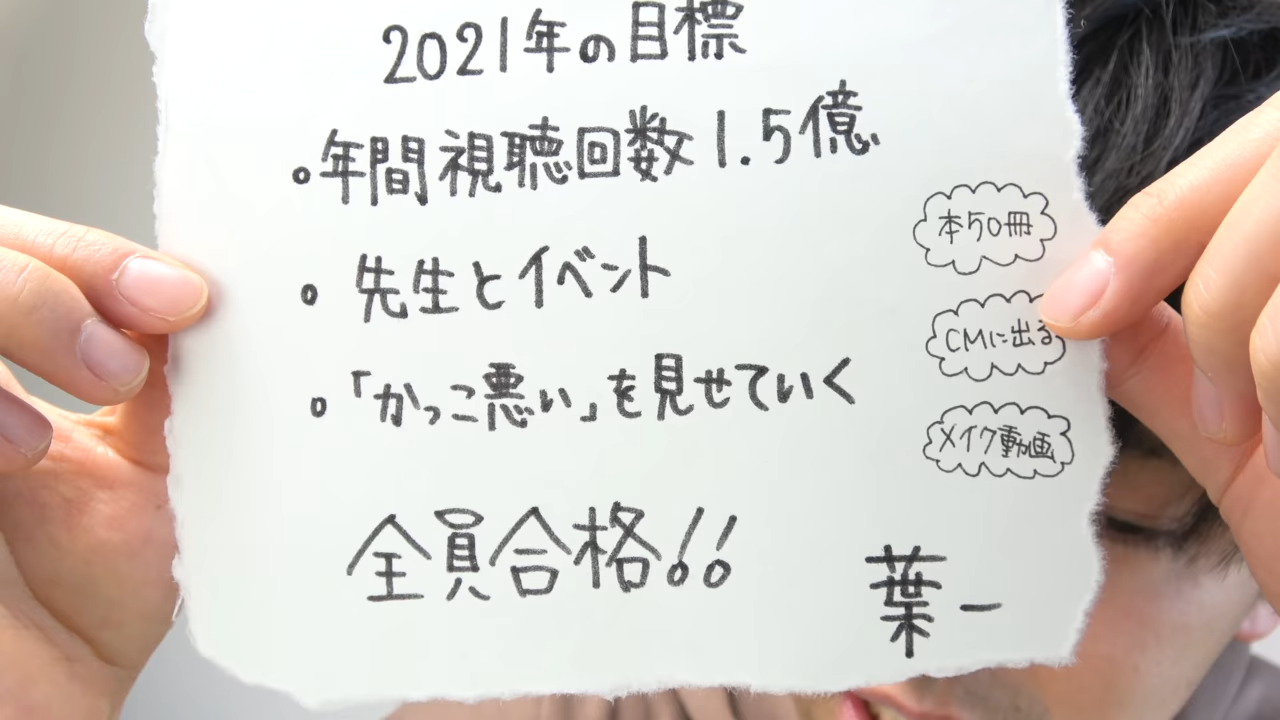 2021年の目標
・年間視聴回数1.5億
・先生とイベント
・「かっこ悪い」を見せていく
本50冊
CMに出る
メイク動画
全員合格!!
葉一